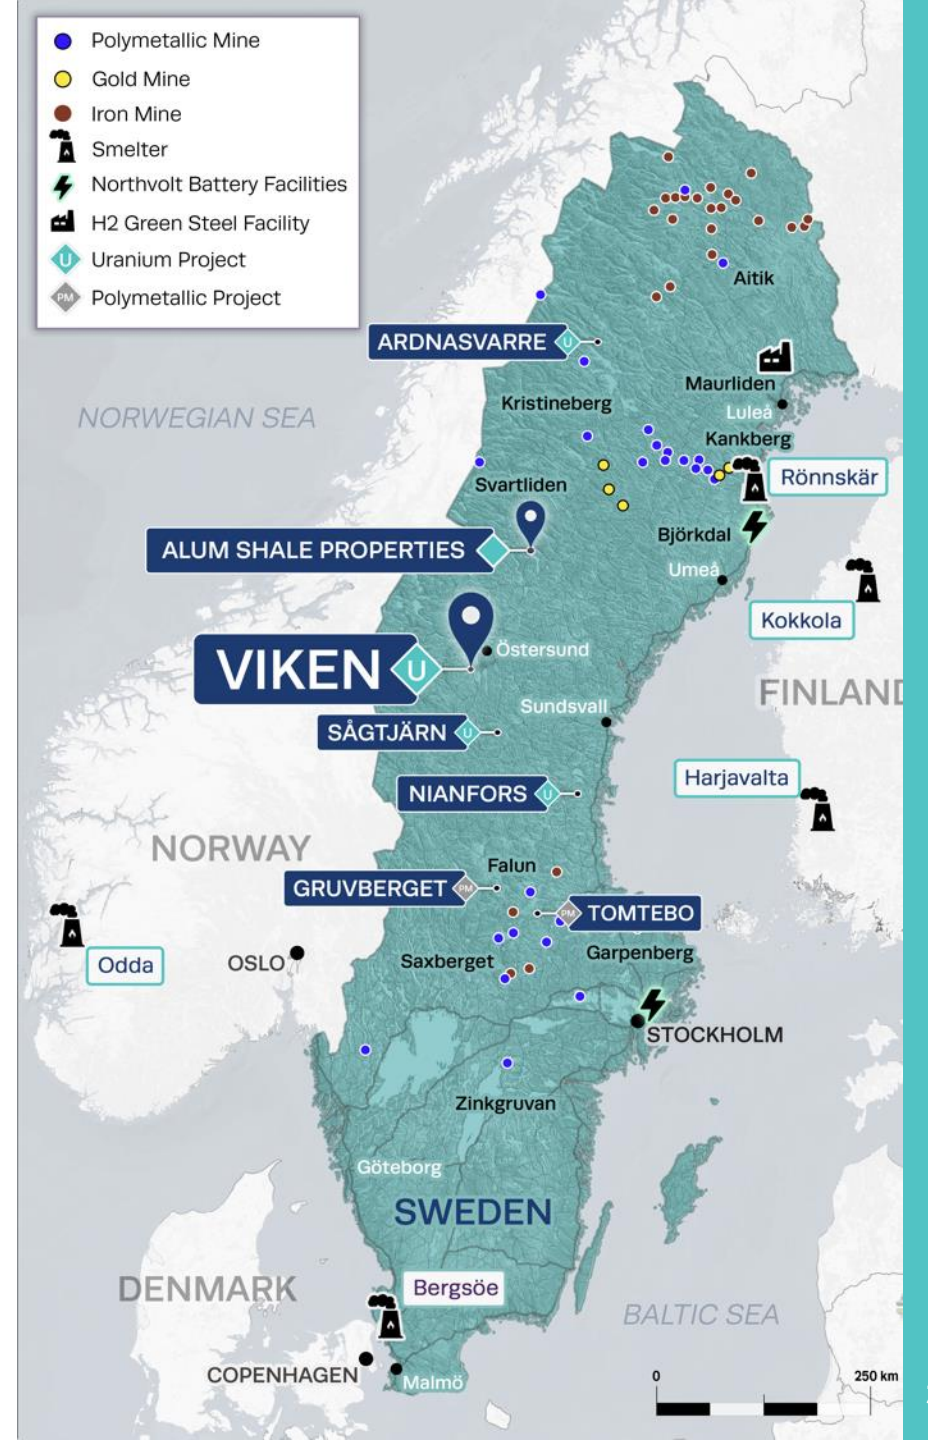 Polymetallic Mine
Gold Mine
Iron Mine
Smelter
Northvolt Battery Facilities
H2 Green Steel Facility
U Uranium Project
PM Polymetallic Project
Aitik
ARDNASVARRE U
Maurliden
Kristineberg
Luleå
NORWEGIAN SEA
Kankberg
Rönnskär
Svartliden
Björkdal
ALUM SHALE PROPERTIES
Umeå
Kokkola
VIKEN U
Östersund
FINLAND
Sundsvall
SÅGTJÄRN U
Harjavalta
NIANFORS U
NORWAY
Falun
GRUVBERGET PM
PM TOMTEBO
Garpenberg
Saxberget
OSLO
Odda
STOCKHOLM
Zinkgruvan
Göteborg
SWEDEN
DENMARK
Bergsöe
BALTIC SEA
COPENHAGEN
Malmö
0 250 km